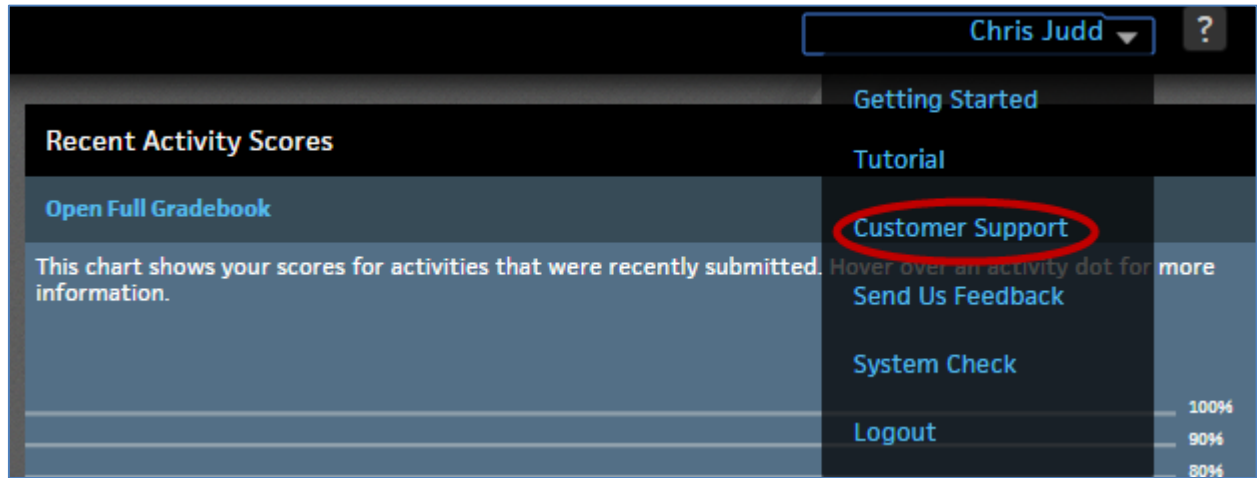 Chris Judd
?
Getting Started
Recent Activity Scores
Tutorial
Open Full Gradebook
Customer Support
This chart shows your scores for activities that were recently submitted. Hover over an activity dot for more
information.
Send Us Feedback
System Check
100%
Logout
90%
80%